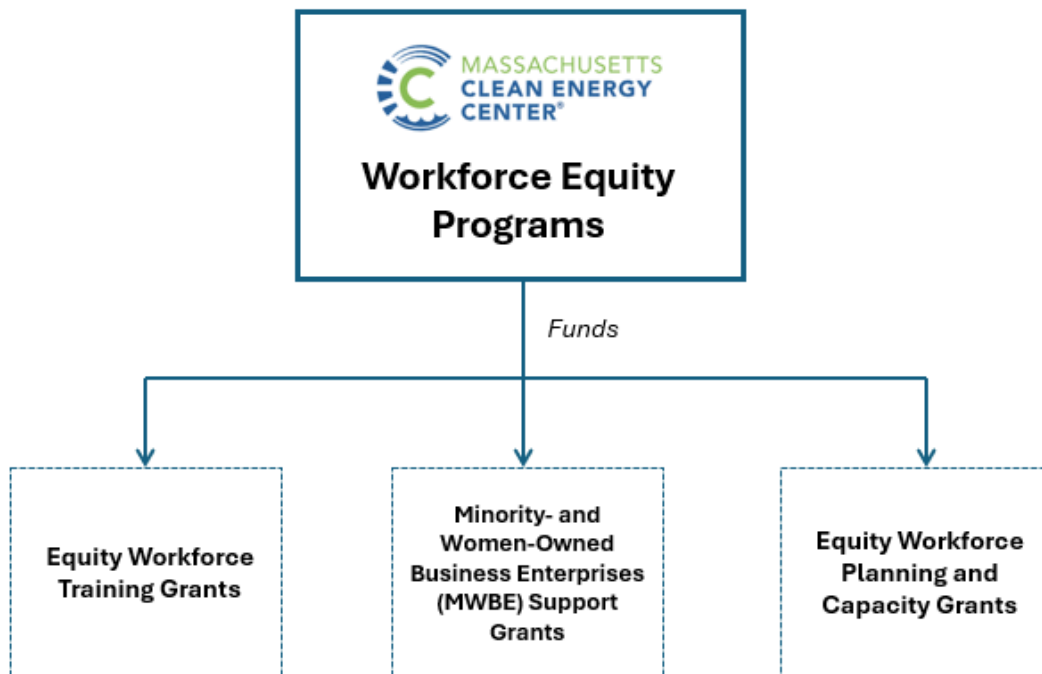 MASSACHUSETTS
CLEAN ENERGY
CENTER®
Workforce Equity
Programs
Funds
Equity Workforce
Training Grants
Minority- and
Women-Owned
Business Enterprises
(MWBE) Support
Grants
Equity Workforce
Planning and
Capacity Grants